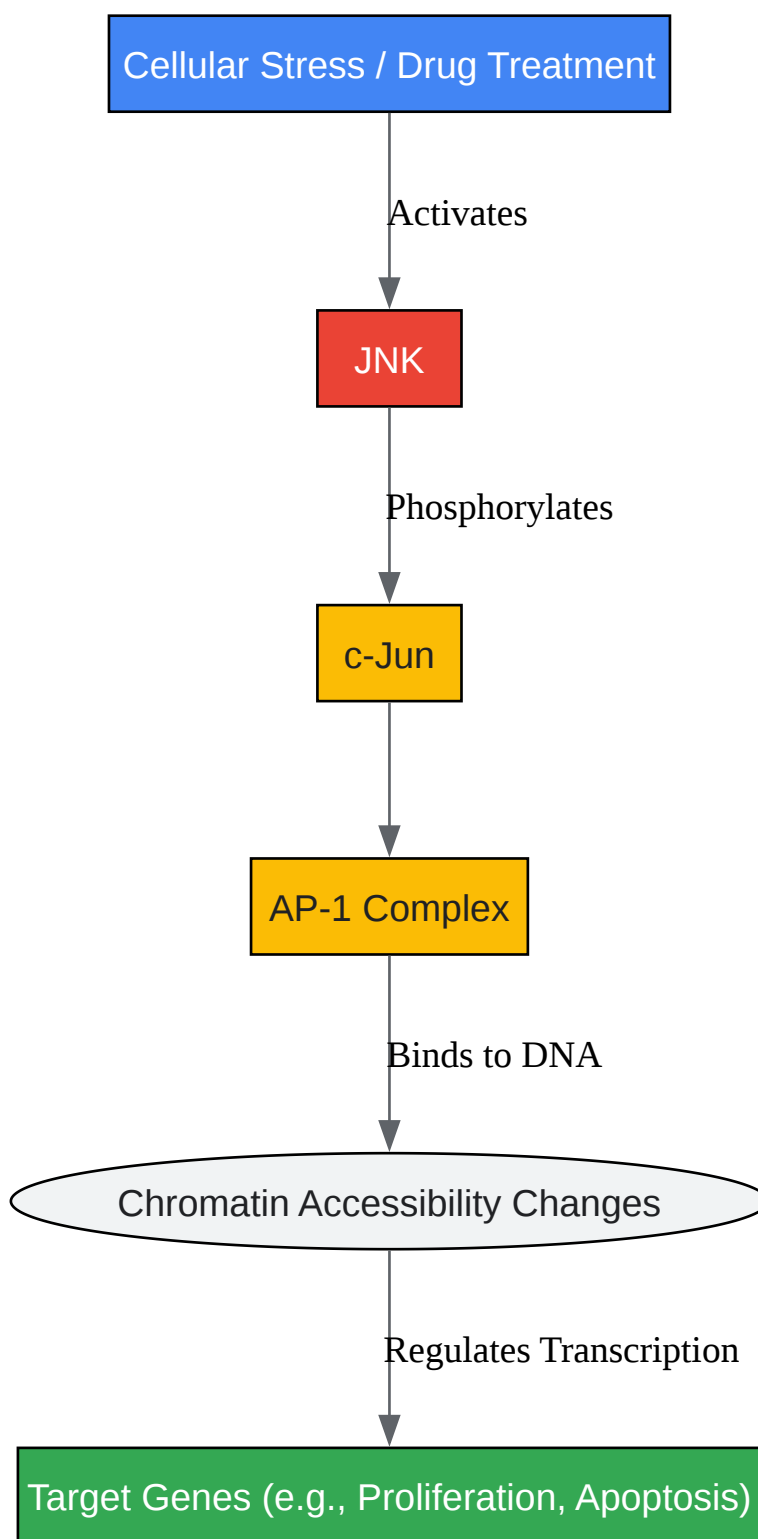 Cellular Stress / Drug Treatment
Activates
JNK
Phosphorylates
c-Jun
AP-1 Complex
Binds to DNA
Chromatin Accessibility Changes
Regulates Transcription
Target Genes (e.g., Proliferation, Apoptosis)